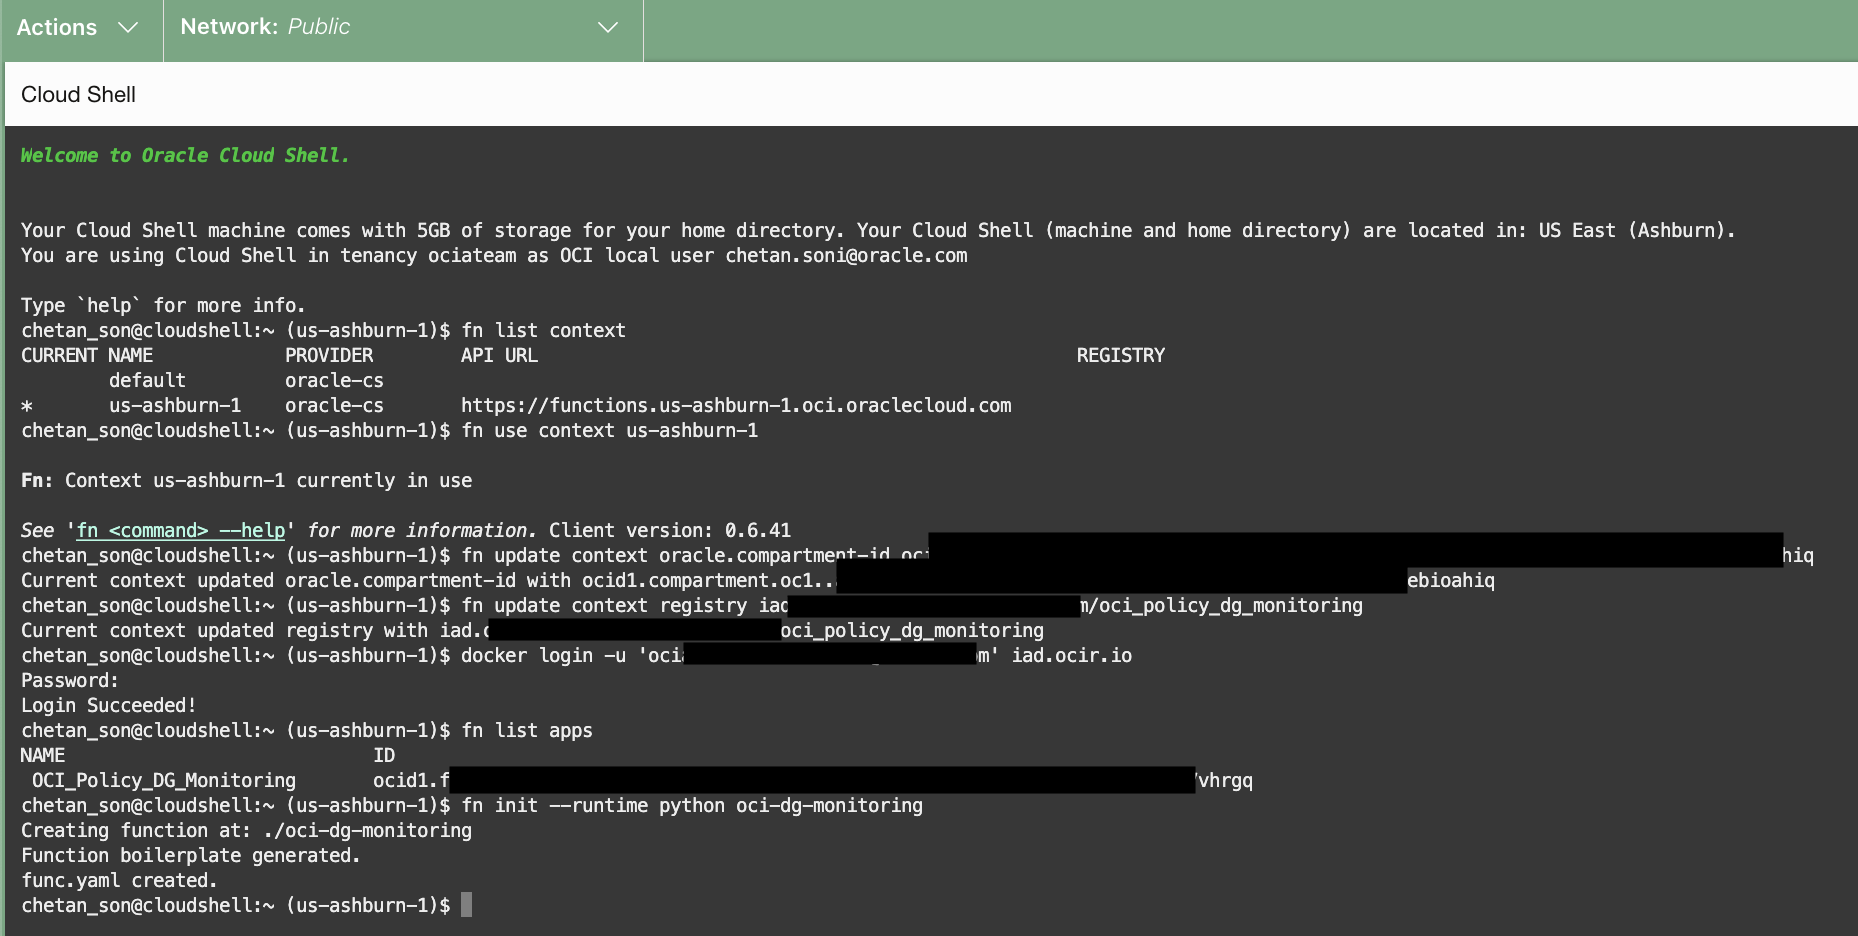 Actions
Network: Public
Cloud Shell
Welcome to Oracle Cloud Shell.
Your Cloud Shell machine comes with 5GB of storage for your home directory. Your Cloud Shell (machine and home directory) are located in: US East (Ashburn).
You are using Cloud Shell in tenancy ociateam as OCI local user chetan.soni@oracle.com
Type `help` for more info.
chetan_son@cloudshell:~ (us-ashburn-1)$ fn list context
CURRENT NAME PROVIDER API URL REGISTRY
default oracle-cs
* us-ashburn-1 oracle-cs https://functions.us-ashburn-1.oci.oraclecloud.com
chetan_son@cloudshell:~ (us-ashburn-1)$ fn use context us-ashburn-1
Fn: Context us-ashburn-1 currently in use
See 'fn <command> --help' for more information. Client version: 0.6.41
chetan_son@cloudshell:~ (us-ashburn-1)$ fn update context oracle.compartment-id oci hiq
Current context updated oracle.compartment-id with ocid1.compartment.oc1.. ebioahiq
chetan_son@cloudshell:~ (us-ashburn-1)$ fn update context registry iad /oci_policy_dg_monitoring
Current context updated registry with iad. oci_policy_dg_monitoring
chetan_son@cloudshell:~ (us-ashburn-1)$ docker login -u 'oci m' iad.ocir.io
Password:
Login Succeeded!
chetan_son@cloudshell:~ (us-ashburn-1)$ fn list apps
NAME ID
OCI_Policy_DG_Monitoring ocid1.f vhrgq
chetan_son@cloudshell:~ (us-ashburn-1)$ fn init --runtime python oci-dg-monitoring
Creating function at: ./oci-dg-monitoring
Function boilerplate generated.
func.yaml created.
chetan_son@cloudshell:~ (us-ashburn-1)$